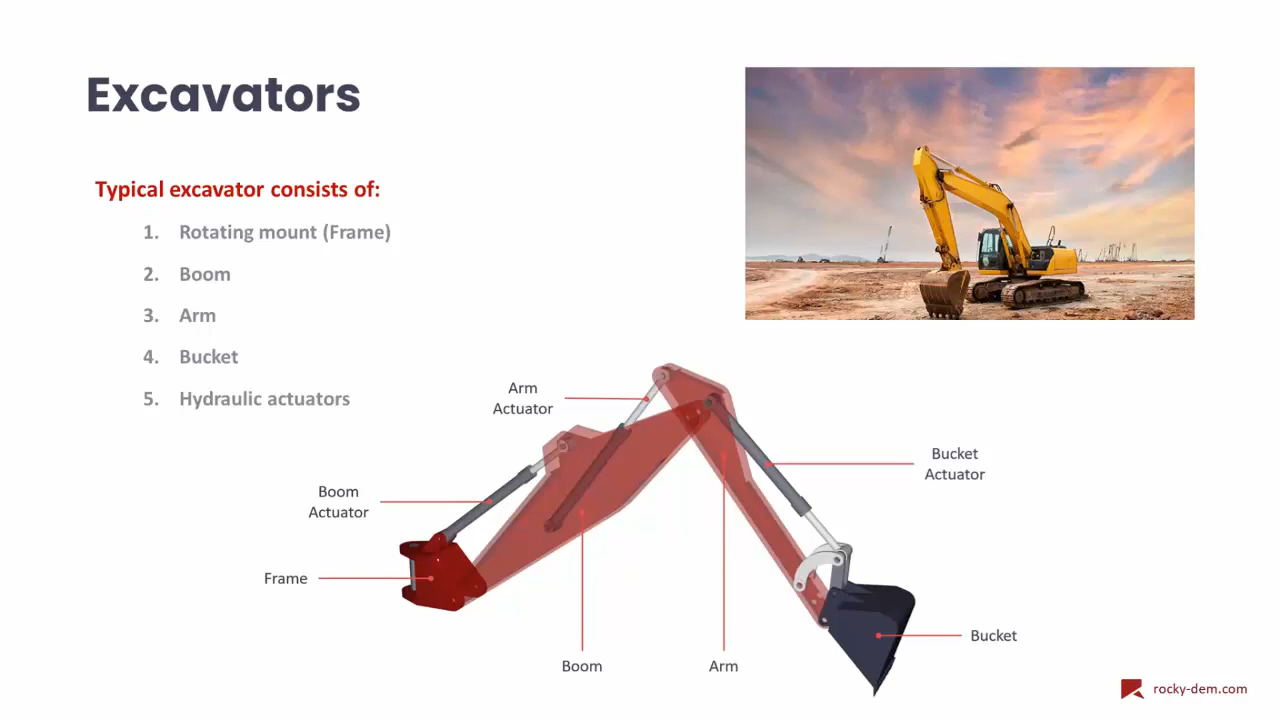 Excavators
Typical excavator consists of:
1. Rotating mount (Frame)
2. Boom
3. Arm
4. Bucket
5. Hydraulic actuators
Arm
Actuator
Bucket
Actuator
Boom
Actuator
Frame
Bucket
Boom
Arm
rocky-dem.com